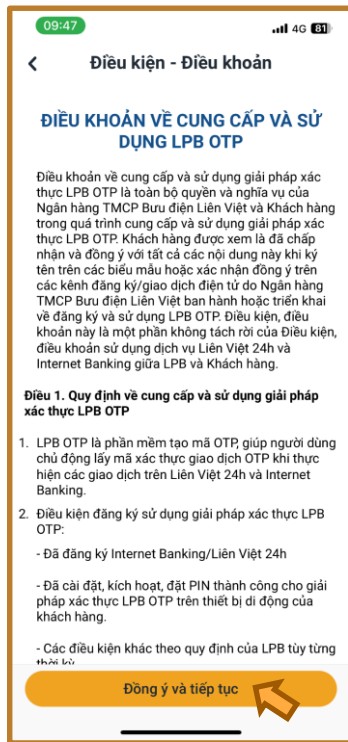 09:47
4G 81
Điều kiện - Điều khoản
ĐIỀU KHOẢN VỀ CUNG CẤP VÀ SỬ
DỤNG LPB OTP
Điều khoản về cung cấp và sử dụng giải pháp xác
thực LPB OTP là toàn bộ quyền và nghĩa vụ của
Ngân hàng TMCP Bưu điện Liên Việt và Khách hàng
trong quá trình cung cấp và sử dụng giải pháp xác
thực LPB OTP. Khách hàng được xem là đã chấp
nhận và đồng ý với tất cả các nội dung này khi ký
tên trên các biểu mẫu hoặc xác nhận đồng ý trên
các kênh đăng ký/giao dịch điện tử do Ngân hàng
TMCP Bưu điện Liên Việt ban hành hoặc triển khai
về đăng ký và sử dụng LPB OTP. Điều kiện, điều
khoản này là một phần không tách rời của Điều kiện,
điều khoản sử dụng dịch vụ Liên Việt 24h và
Internet Banking giữa LPB và Khách hàng.
Điều 1. Quy định về cung cấp và sử dụng giải pháp
xác thực LPB OTP
1. LPB OTP là phần mềm tạo mã OTP, giúp người dùng
chủ động lấy mã xác thực giao dịch OTP khi thực
hiện các giao dịch trên Liên Việt 24h và Internet
Banking.
2. Điều kiện đăng ký sử dụng giải pháp xác thực LPB
OTP:
- Đã đăng ký Internet Banking/Liên Việt 24h
- Đã cài đặt, kích hoạt, đặt PIN thành công cho giải
pháp xác thực LPB OTP trên thiết bị di động của
khách hàng.
- Các điều kiện khác theo quy định của LPB tùy từng
thời kỳ
Đồng ý và tiếp tục